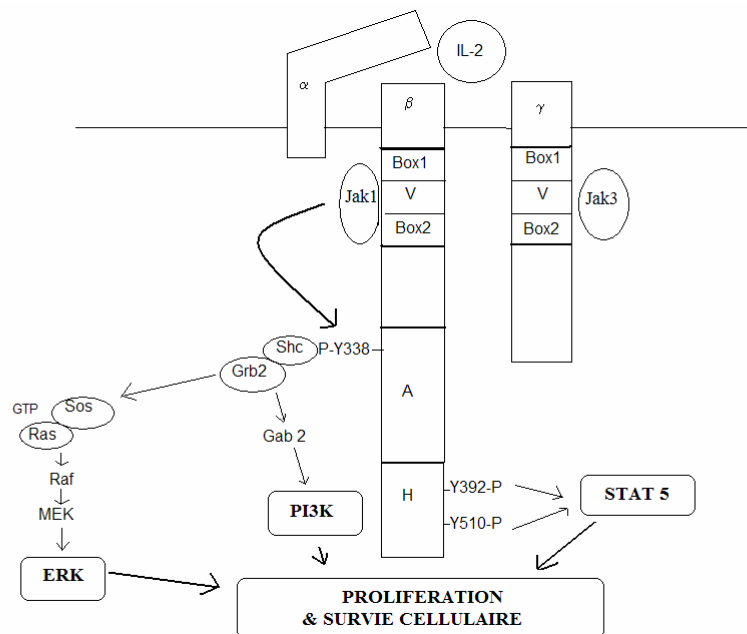 IL-2
α
β
γ
Box1
V
Box2
Box1
V
Box2
Jak1
Jak3
Shc
P-Y338
Grb2
A
GTP
Sos
Ras
Gab 2
Raf
MEK
ERK
PI3K
H
Y392-P
Y510-P
STAT 5
PROLIFERATION
& SURVIE CELLULAIRE